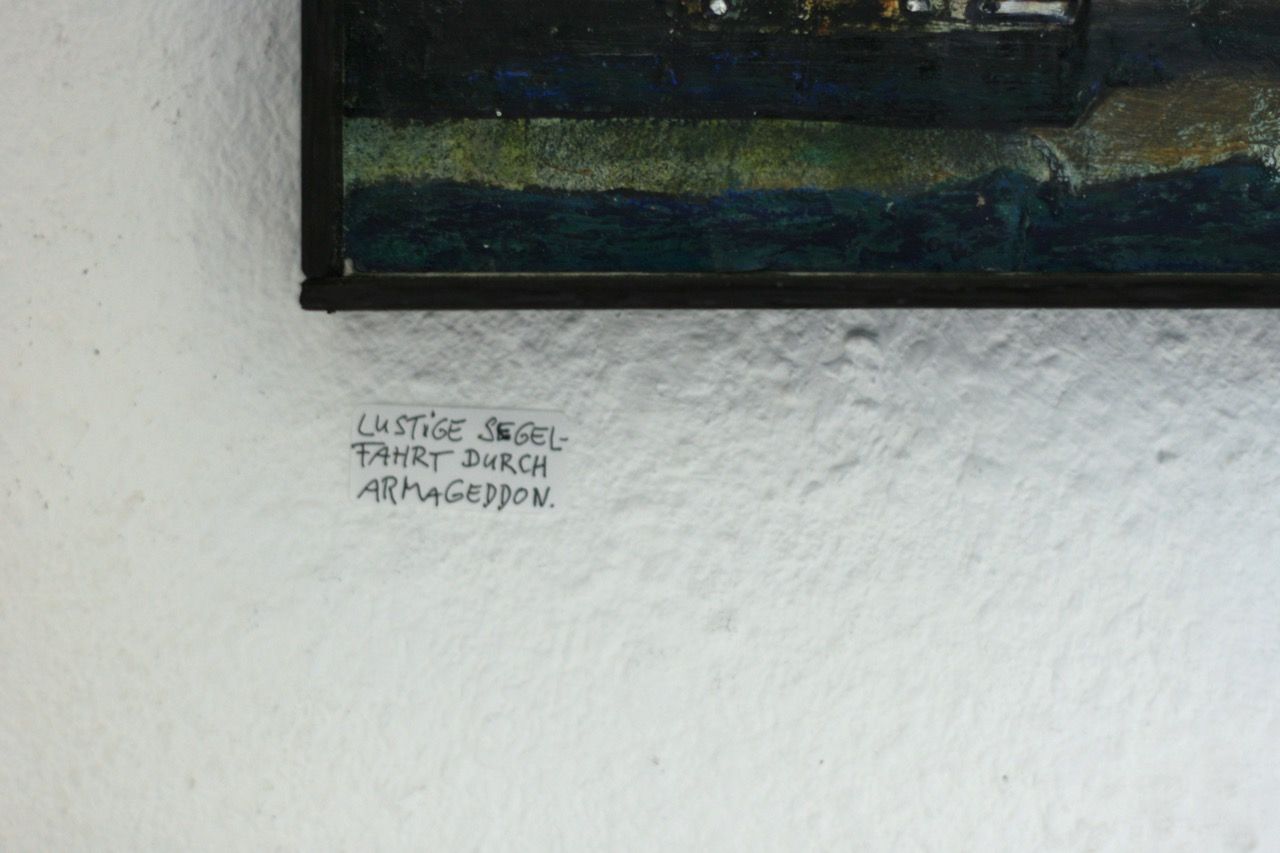 LUSTiGE SEGEL-
FAHRT DURCH
ARMAGEDDON.